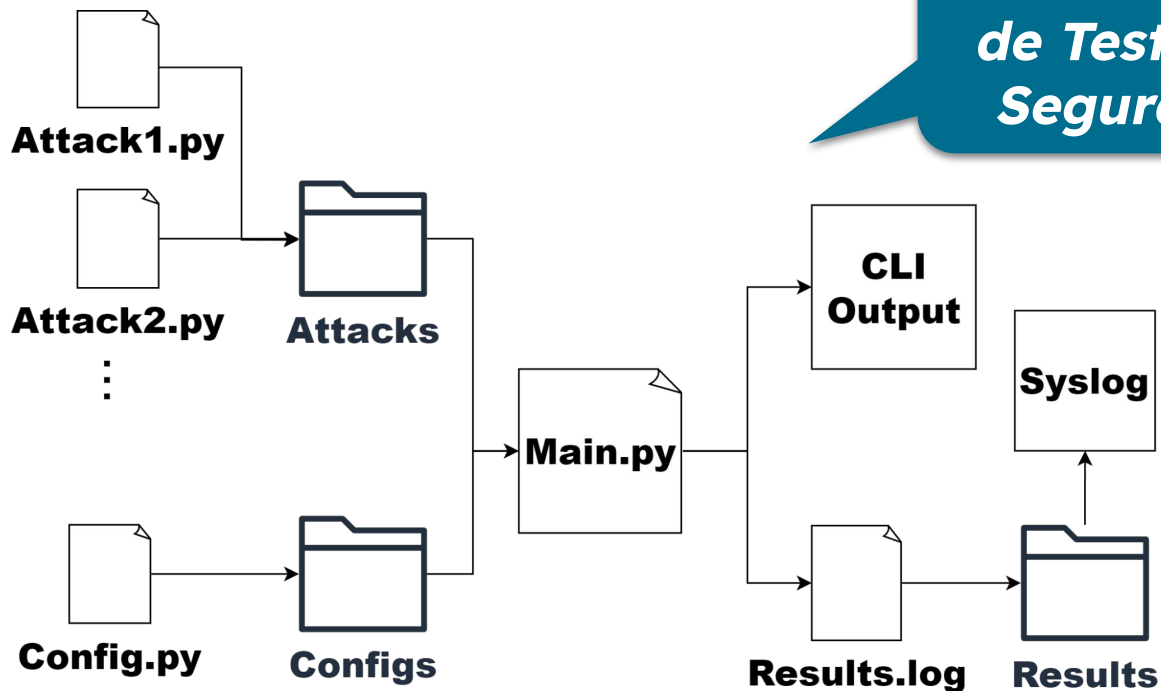 de Test
Segur
Attack1.py
Attack2.py
⋮
Attacks
CLI
Output
Syslog
Main.py
Config.py
Configs
Results.log
Results